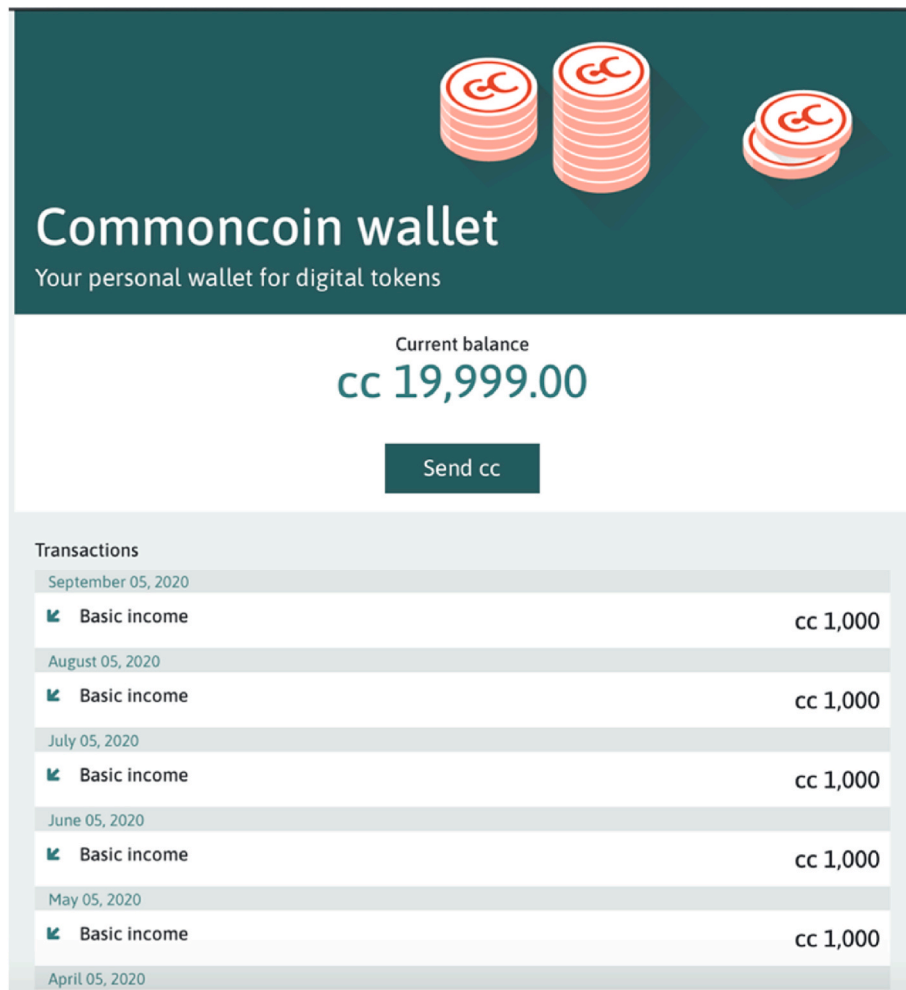 Commoncoin wallet
Your personal wallet for digital tokens
Current balance
cc 19,999.00
Send cc
Transactions
September 05, 2020
Basic income cc 1,000
August 05, 2020
Basic income cc 1,000
July 05, 2020
Basic income cc 1,000
June 05, 2020
Basic income cc 1,000
May 05, 2020
Basic income cc 1,000
April 05, 2020